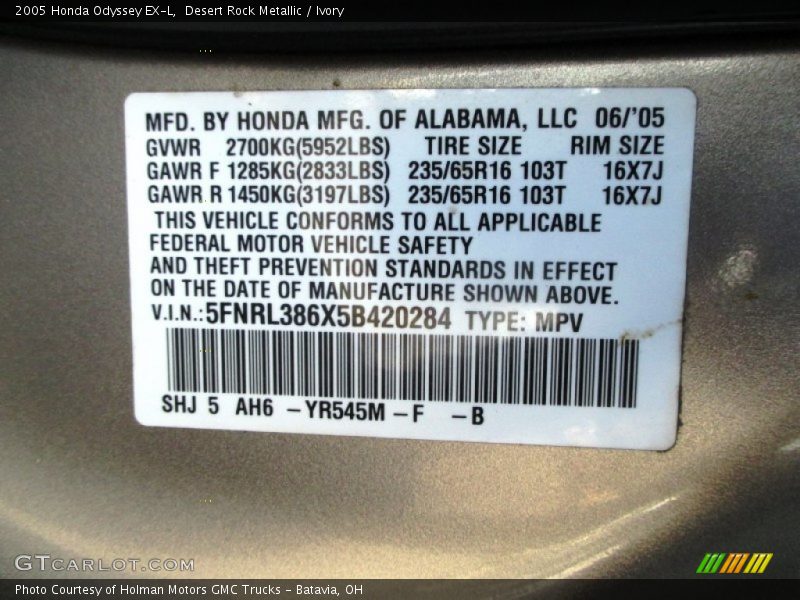 2005 Honda Odyssey EX-L, Desert Rock Metallic / Ivory
MFD. BY HONDA MFG. OF ALABAMA, LLC 06/'05
GVWR 2700KG(5952LBS) TIRE SIZE RIM SIZE
GAWR F 1285KG(2833LBS) 235/65R16 103T 16X7J
GAWR R 1450KG(3197LBS) 235/65R16 103T 16X7J
THIS VEHICLE CONFORMS TO ALL APPLICABLE
FEDERAL MOTOR VEHICLE SAFETY
AND THEFT PREVENTION STANDARDS IN EFFECT
ON THE DATE OF MANUFACTURE SHOWN ABOVE.
V.I.N.:5FNRL386X5B420284 TYPE: MPV
SHJ 5 AH6 -YR545M -F -B
GTCARLOT.COM
Photo Courtesy of Holman Motors GMC Trucks - Batavia, OH